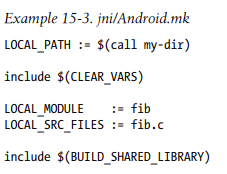 Example 15-3. jni/Android.mk
LOCAL_PATH := $(call my-dir)
include $(CLEAR_VARS)
LOCAL_MODULE    := fib
LOCAL_SRC_FILES := fib.c
include $(BUILD_SHARED_LIBRARY)